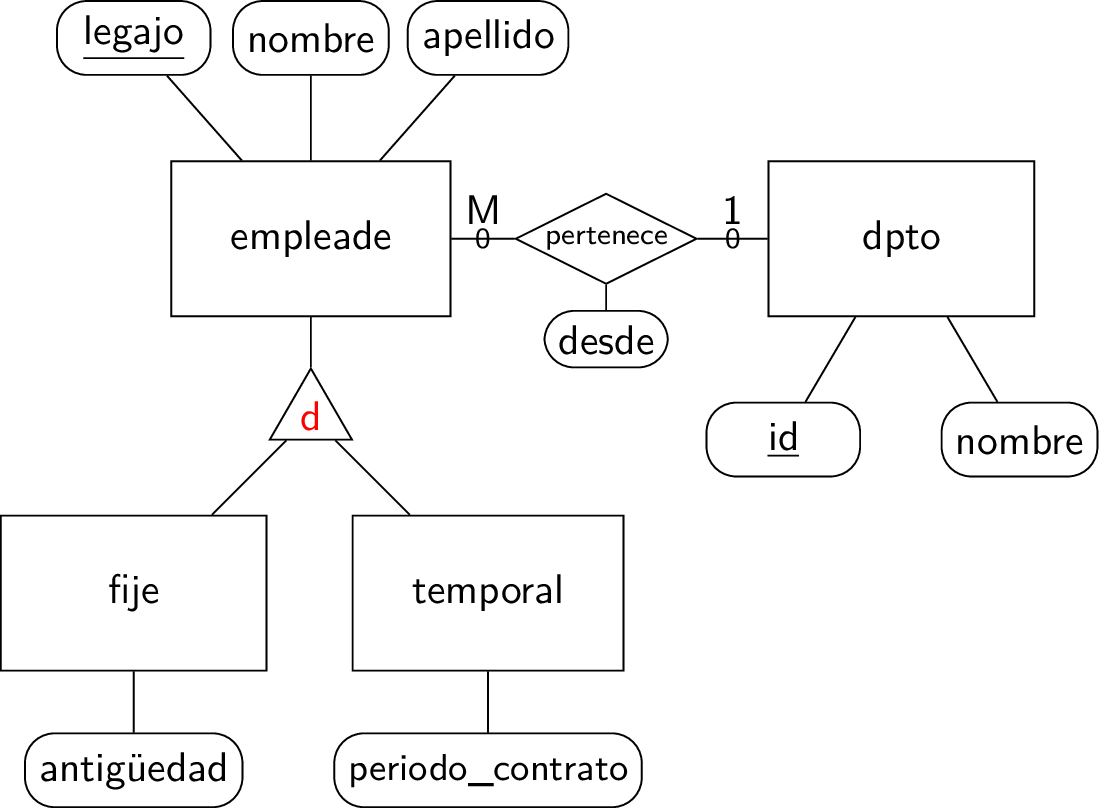 legajo
nombre
apellido
empleade
M
0
pertenece
1
0
dpto
desde
d
id
nombre
fije
temporal
antigüedad
periodo_contrato